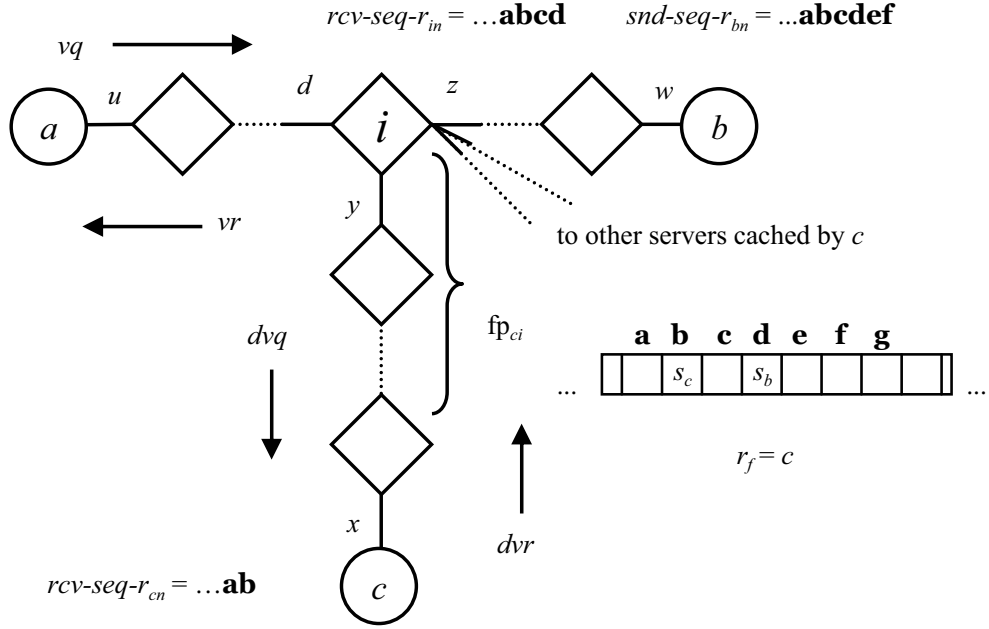 rcv-seq-r_in = …abcd
snd-seq-r_bn = ...abcdef
vq
u
d
z
w
a
i
b
y
vr
to other servers cached by c
fp_ci
dvq
a b c d e f g
... s_c s_b ...
r_f = c
x
dvr
rcv-seq-r_cn = …ab
c